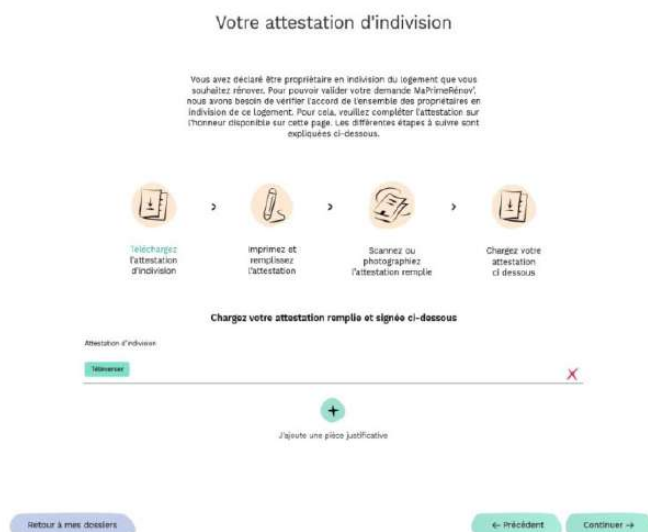 Votre attestation d'indivision
Vous avez déclaré être propriétaire en indivision du logement que vous
souhaitez rénover. Pour pouvoir valider votre demande MaPrimeRénov',
nous avons besoin de vérifier l'accord de l'ensemble des propriétaires en
indivision de ce logement. Pour cela, veuillez compléter l'attestation sur
l'honneur disponible sur cette page. Les différentes étapes à suivre sont
expliquées ci-dessous.
Téléchargez
l'attestation
d'indivision
>
Imprimez et
remplissez
l'attestation
>
Scannez ou
photographiez
l'attestation remplie
>
Chargez votre
attestation
ci dessous
Chargez votre attestation remplie et signée ci-dessous
Attestation d'indivision
Téléverser
J'ajoute une pièce justificative
Retour à mes dossiers
← Précédent
Continuer →